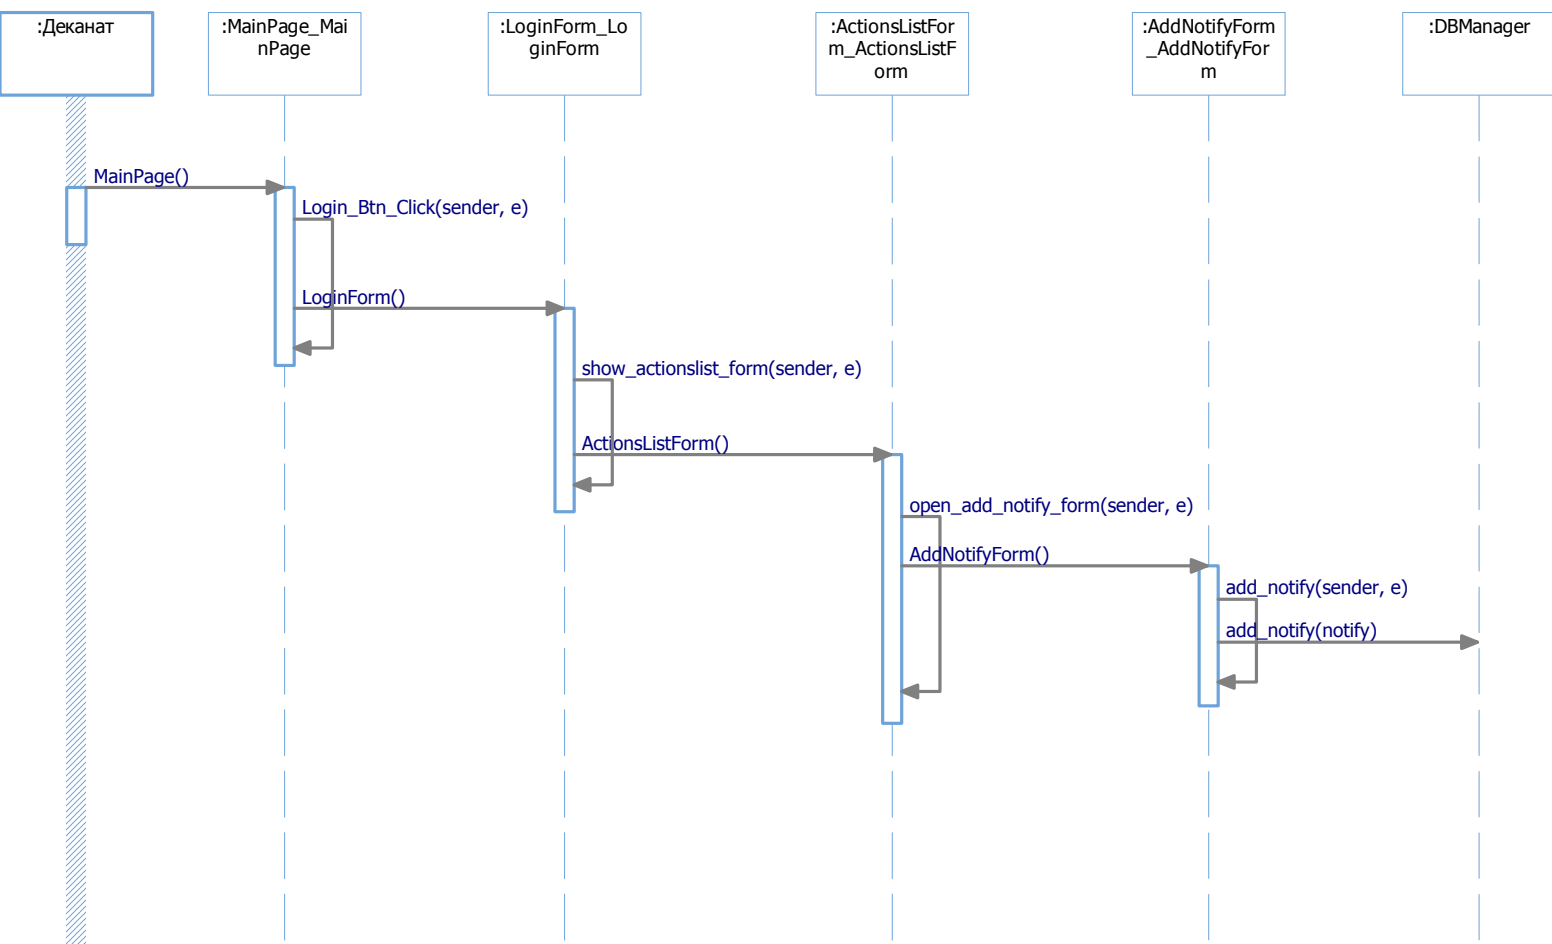 :Деканат
:MainPage_Mai
nPage
:LoginForm_Lo
ginForm
:ActionsListFor
m_ActionsListF
orm
:AddNotifyForm
_AddNotifyFor
m
:DBManager
MainPage()
Login_Btn_Click(sender, e)
LoginForm()
show_actionslist_form(sender, e)
ActionsListForm()
open_add_notify_form(sender, e)
AddNotifyForm()
add_notify(sender, e)
add_notify(notify)